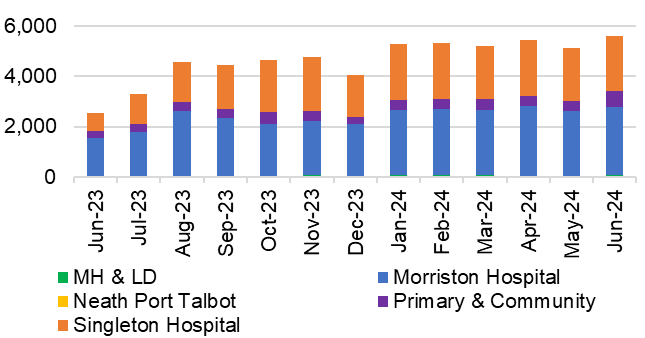 6,000
4,000
2,000
0
Jun-23
Jul-23
Aug-23
Sep-23
Oct-23
Nov-23
Dec-23
Jan-24
Feb-24
Mar-24
Apr-24
May-24
Jun-24
MH & LD
Morriston Hospital
Neath Port Talbot
Primary & Community
Singleton Hospital